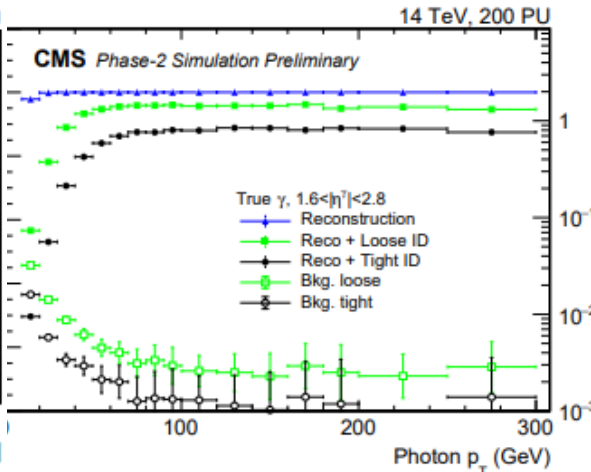 14 TeV, 200 PU
CMS Phase-2 Simulation Preliminary
1
True γ, 1.6<|η^γ|<2.8
Reconstruction
10^-1
Reco + Loose ID
Reco + Tight ID
Bkg. loose
Bkg. tight
10^-2
10^-3
100
200
300
Photon p_T (GeV)